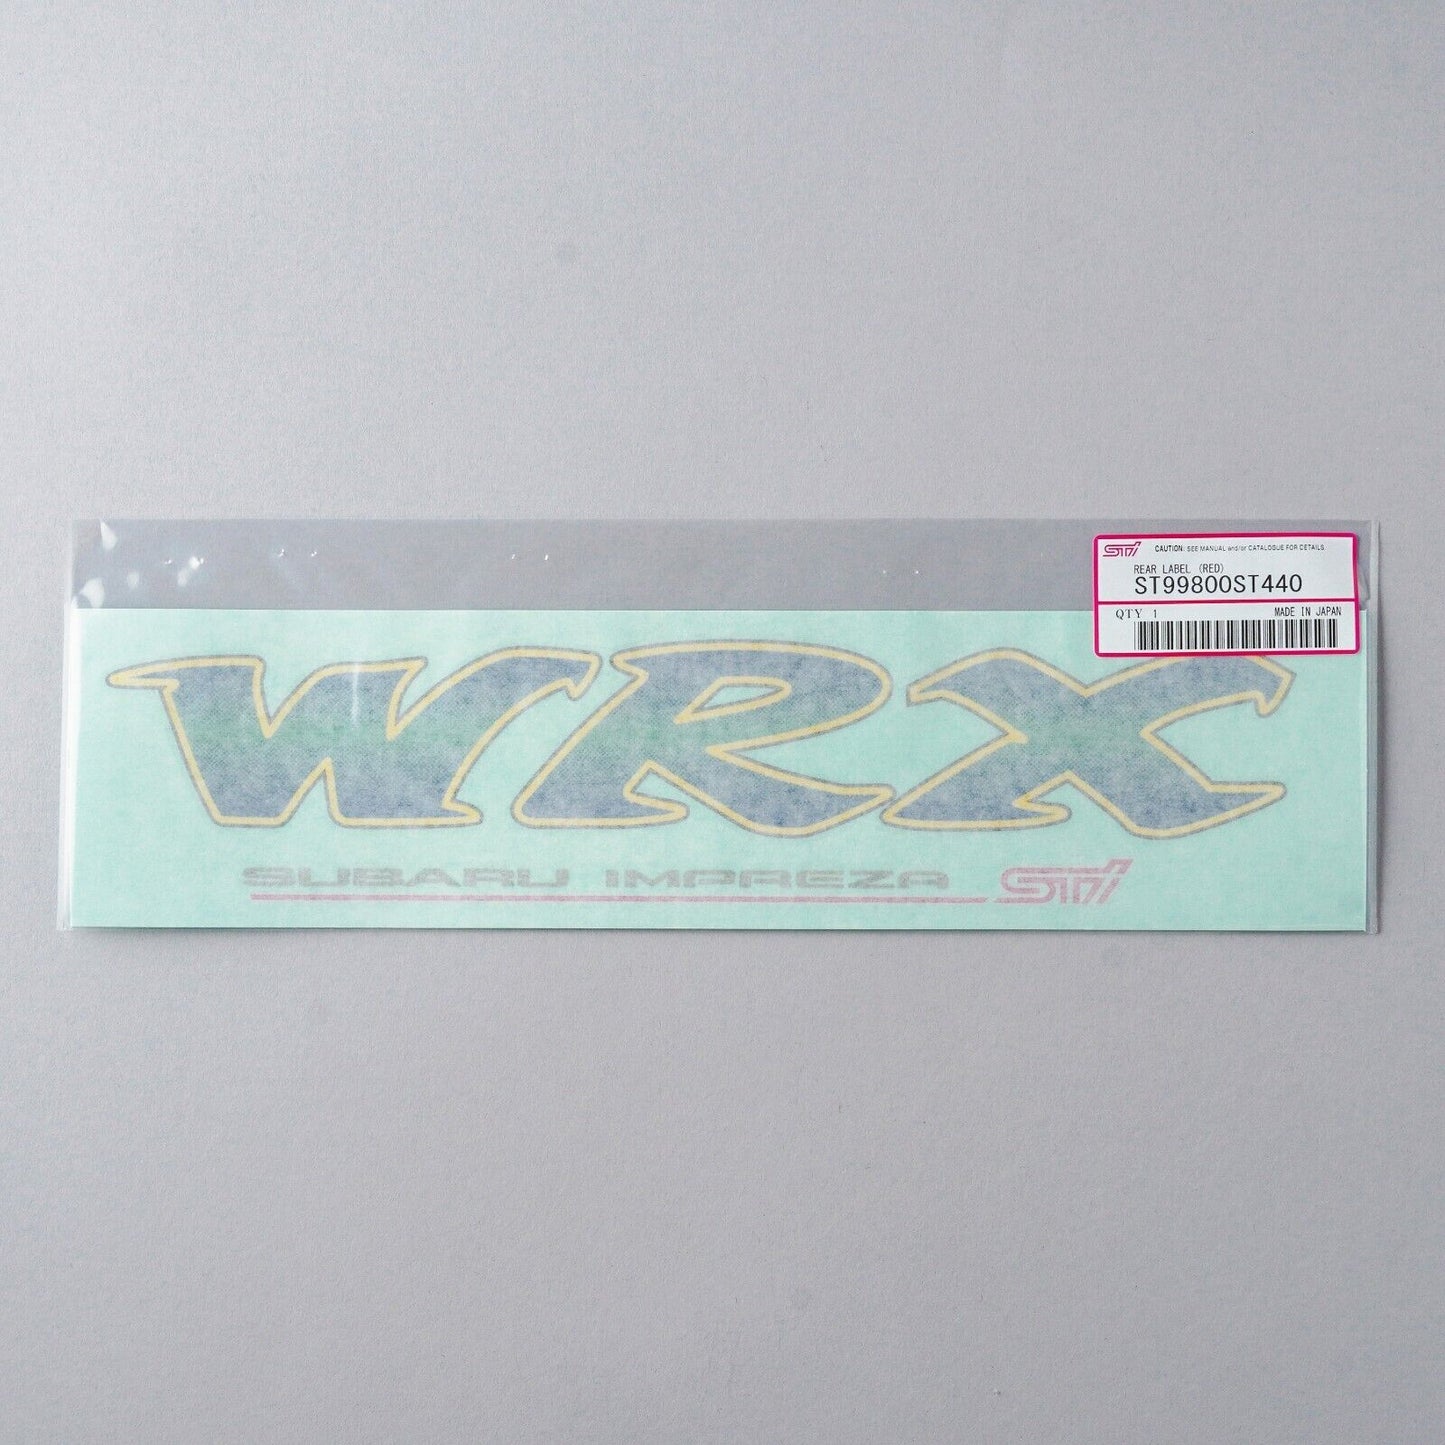 STi CAUTION: SEE MANUAL and/or CATALOGUE FOR DETAILS
REAR LABEL (RED)
ST99800ST440
QTY 1 MADE IN JAPAN
WRX
SUBARU IMPREZA STi